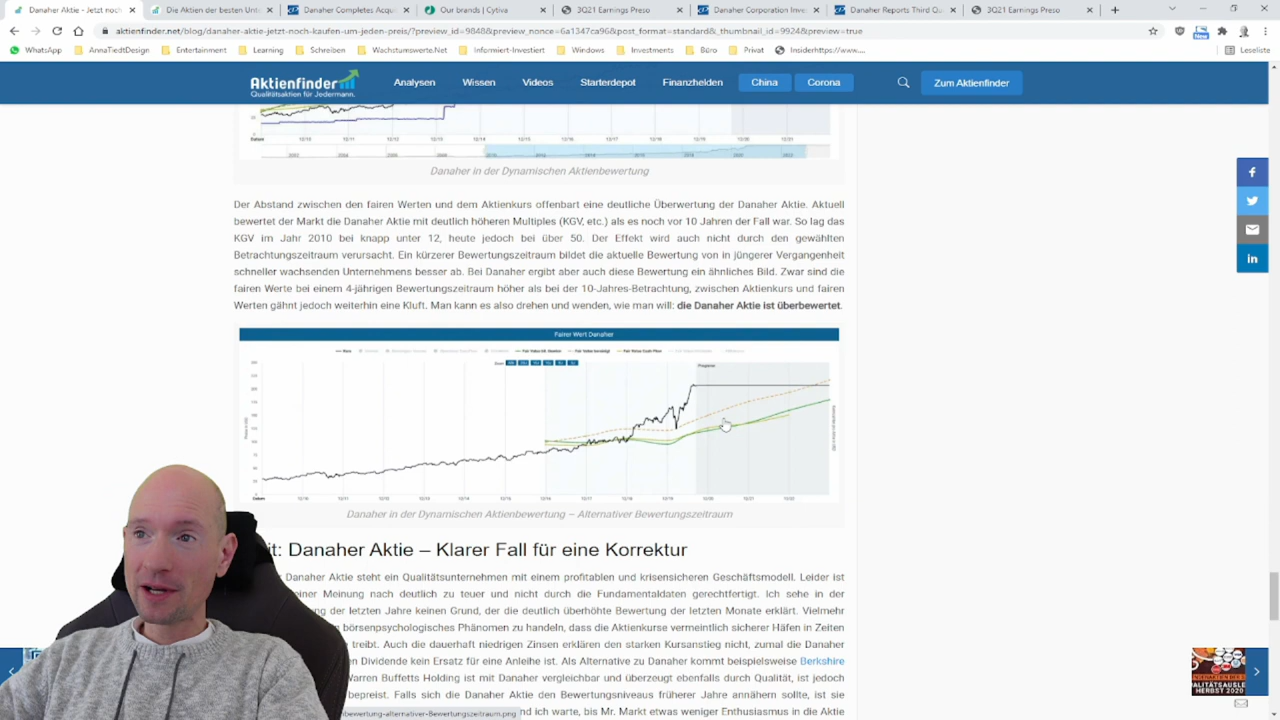 Danaher Aktie - Jetzt noch
Die Aktien der besten Unt
Danaher Completes Acqu
Our brands | Cytiva
3Q21 Earnings Preso
Danaher Corporation Inve
Danaher Reports Third Qu
3Q21 Earnings Preso
aktienfinder.net/blog/danaher-aktie-jetzt-noch-kaufen-um-jeden-preis/?preview_id=9848&preview_nonce=6a1347ca96&post_format=standard&_thumbnail_id=9924&preview=true
WhatsApp
AnnaTiedtDesign
Entertainment
Learning
Schreiben
Wachstumswerte.Net
Informiert-Investiert
Windows
Investments
Büro
Privat
Insiderhttps://www....
Leseliste
Aktienfinder
Qualitätsaktien für Jedermann.
Analysen
Wissen
Videos
Starterdepot
Finanzhelden
China
Corona
Zum Aktienfinder
Danaher in der Dynamischen Aktienbewertung
Der Abstand zwischen den fairen Werten und dem Aktienkurs offenbart eine deutliche Überwertung der Danaher Aktie. Aktuell
bewertet der Markt die Danaher Aktie mit deutlich höheren Multiples (KGV, etc.) als es noch vor 10 Jahren der Fall war. So lag das
KGV im Jahr 2010 bei knapp unter 12, heute jedoch bei über 50. Der Effekt wird auch nicht durch den gewählten
Betrachtungszeitraum verursacht. Ein kürzerer Bewertungszeitraum bildet die aktuelle Bewertung von in jüngerer Vergangenheit
schneller wachsenden Unternehmens besser ab. Bei Danaher ergibt aber auch diese Bewertung ein ähnliches Bild. Zwar sind die
fairen Werte bei einem 4-jährigen Bewertungszeitraum höher als bei der 10-Jahres-Betrachtung, zwischen Aktienkurs und fairen
Werten gähnt jedoch weiterhin eine Kluft. Man kann es also drehen und wenden, wie man will: die Danaher Aktie ist überbewertet.
Fairer Wert Danaher
Prognose
Danaher in der Dynamischen Aktienbewertung – Alternativer Bewertungszeitraum
it: Danaher Aktie – Klarer Fall für eine Korrektur
Danaher Aktie steht ein Qualitätsunternehmen mit einem profitablen und krisensicheren Geschäftsmodell. Leider ist
einer Meinung nach deutlich zu teuer und nicht durch die Fundamentaldaten gerechtfertigt. Ich sehe in der
ng der letzten Jahre keinen Grund, der die deutlich überhöhte Bewertung der letzten Monate erklärt. Vielmehr
börsenpsychologisches Phänomen zu handeln, dass die Aktienkurse vermeintlich sicherer Häfen in Zeiten
treibt. Auch die dauerhaft niedrigen Zinsen erklären den starken Kursanstieg nicht, zumal die Danaher
n Dividende kein Ersatz für eine Anleihe ist. Als Alternative zu Danaher kommt beispielsweise Berkshire
Warren Buffetts Holding ist mit Danaher vergleichbar und überzeugt ebenfalls durch Qualität, ist jedoch
bepreist. Falls sich die Danaher Aktie den Bewertungsniveaus früherer Jahre annähern sollte, ist sie
nd ich warte, bis Mr. Markt etwas weniger Enthusiasmus in die Aktie
bewertung-alternativer-Bewertungszeitraum.png
QUALITÄTSAUSLE
HERBST 2020